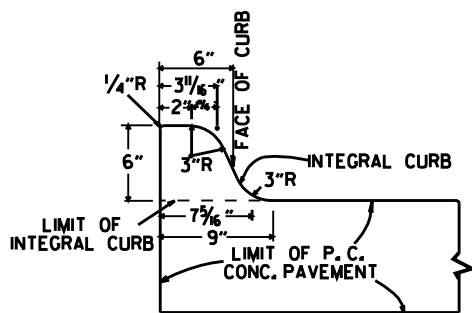 6"
FACE OF CURB
1/4"R
3 11/16"
2"
6"
3"R
INTEGRAL CURB
3"R
7 5/16"
LIMIT OF
INTEGRAL CURB
9"
LIMIT OF P.C.
CONC. PAVEMENT